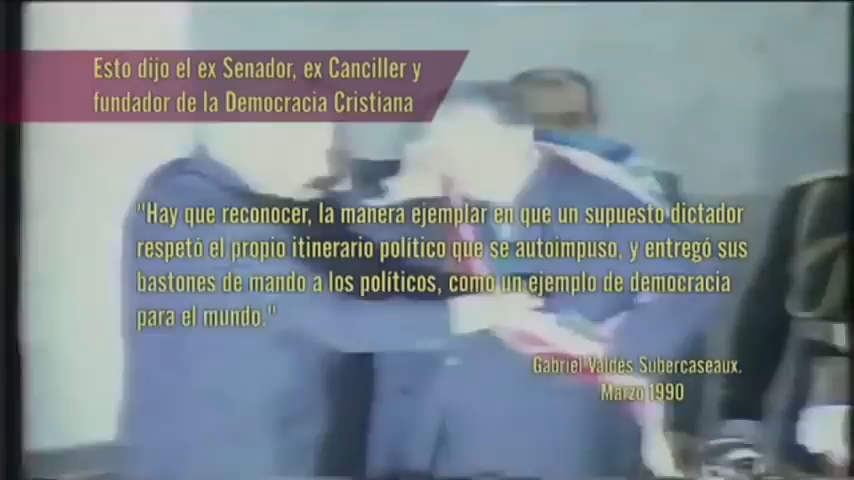 Esto dijo el ex Senador, ex Canciller y
fundador de la Democracia Cristiana
"Hay que reconocer, la manera ejemplar en que un supuesto dictador
respetó el propio itinerario político que se autoimpuso, y entregó sus
bastones de mando a los políticos, como un ejemplo de democracia
para el mundo."
Gabriel Valdés Subercaseaux.
Marzo 1990